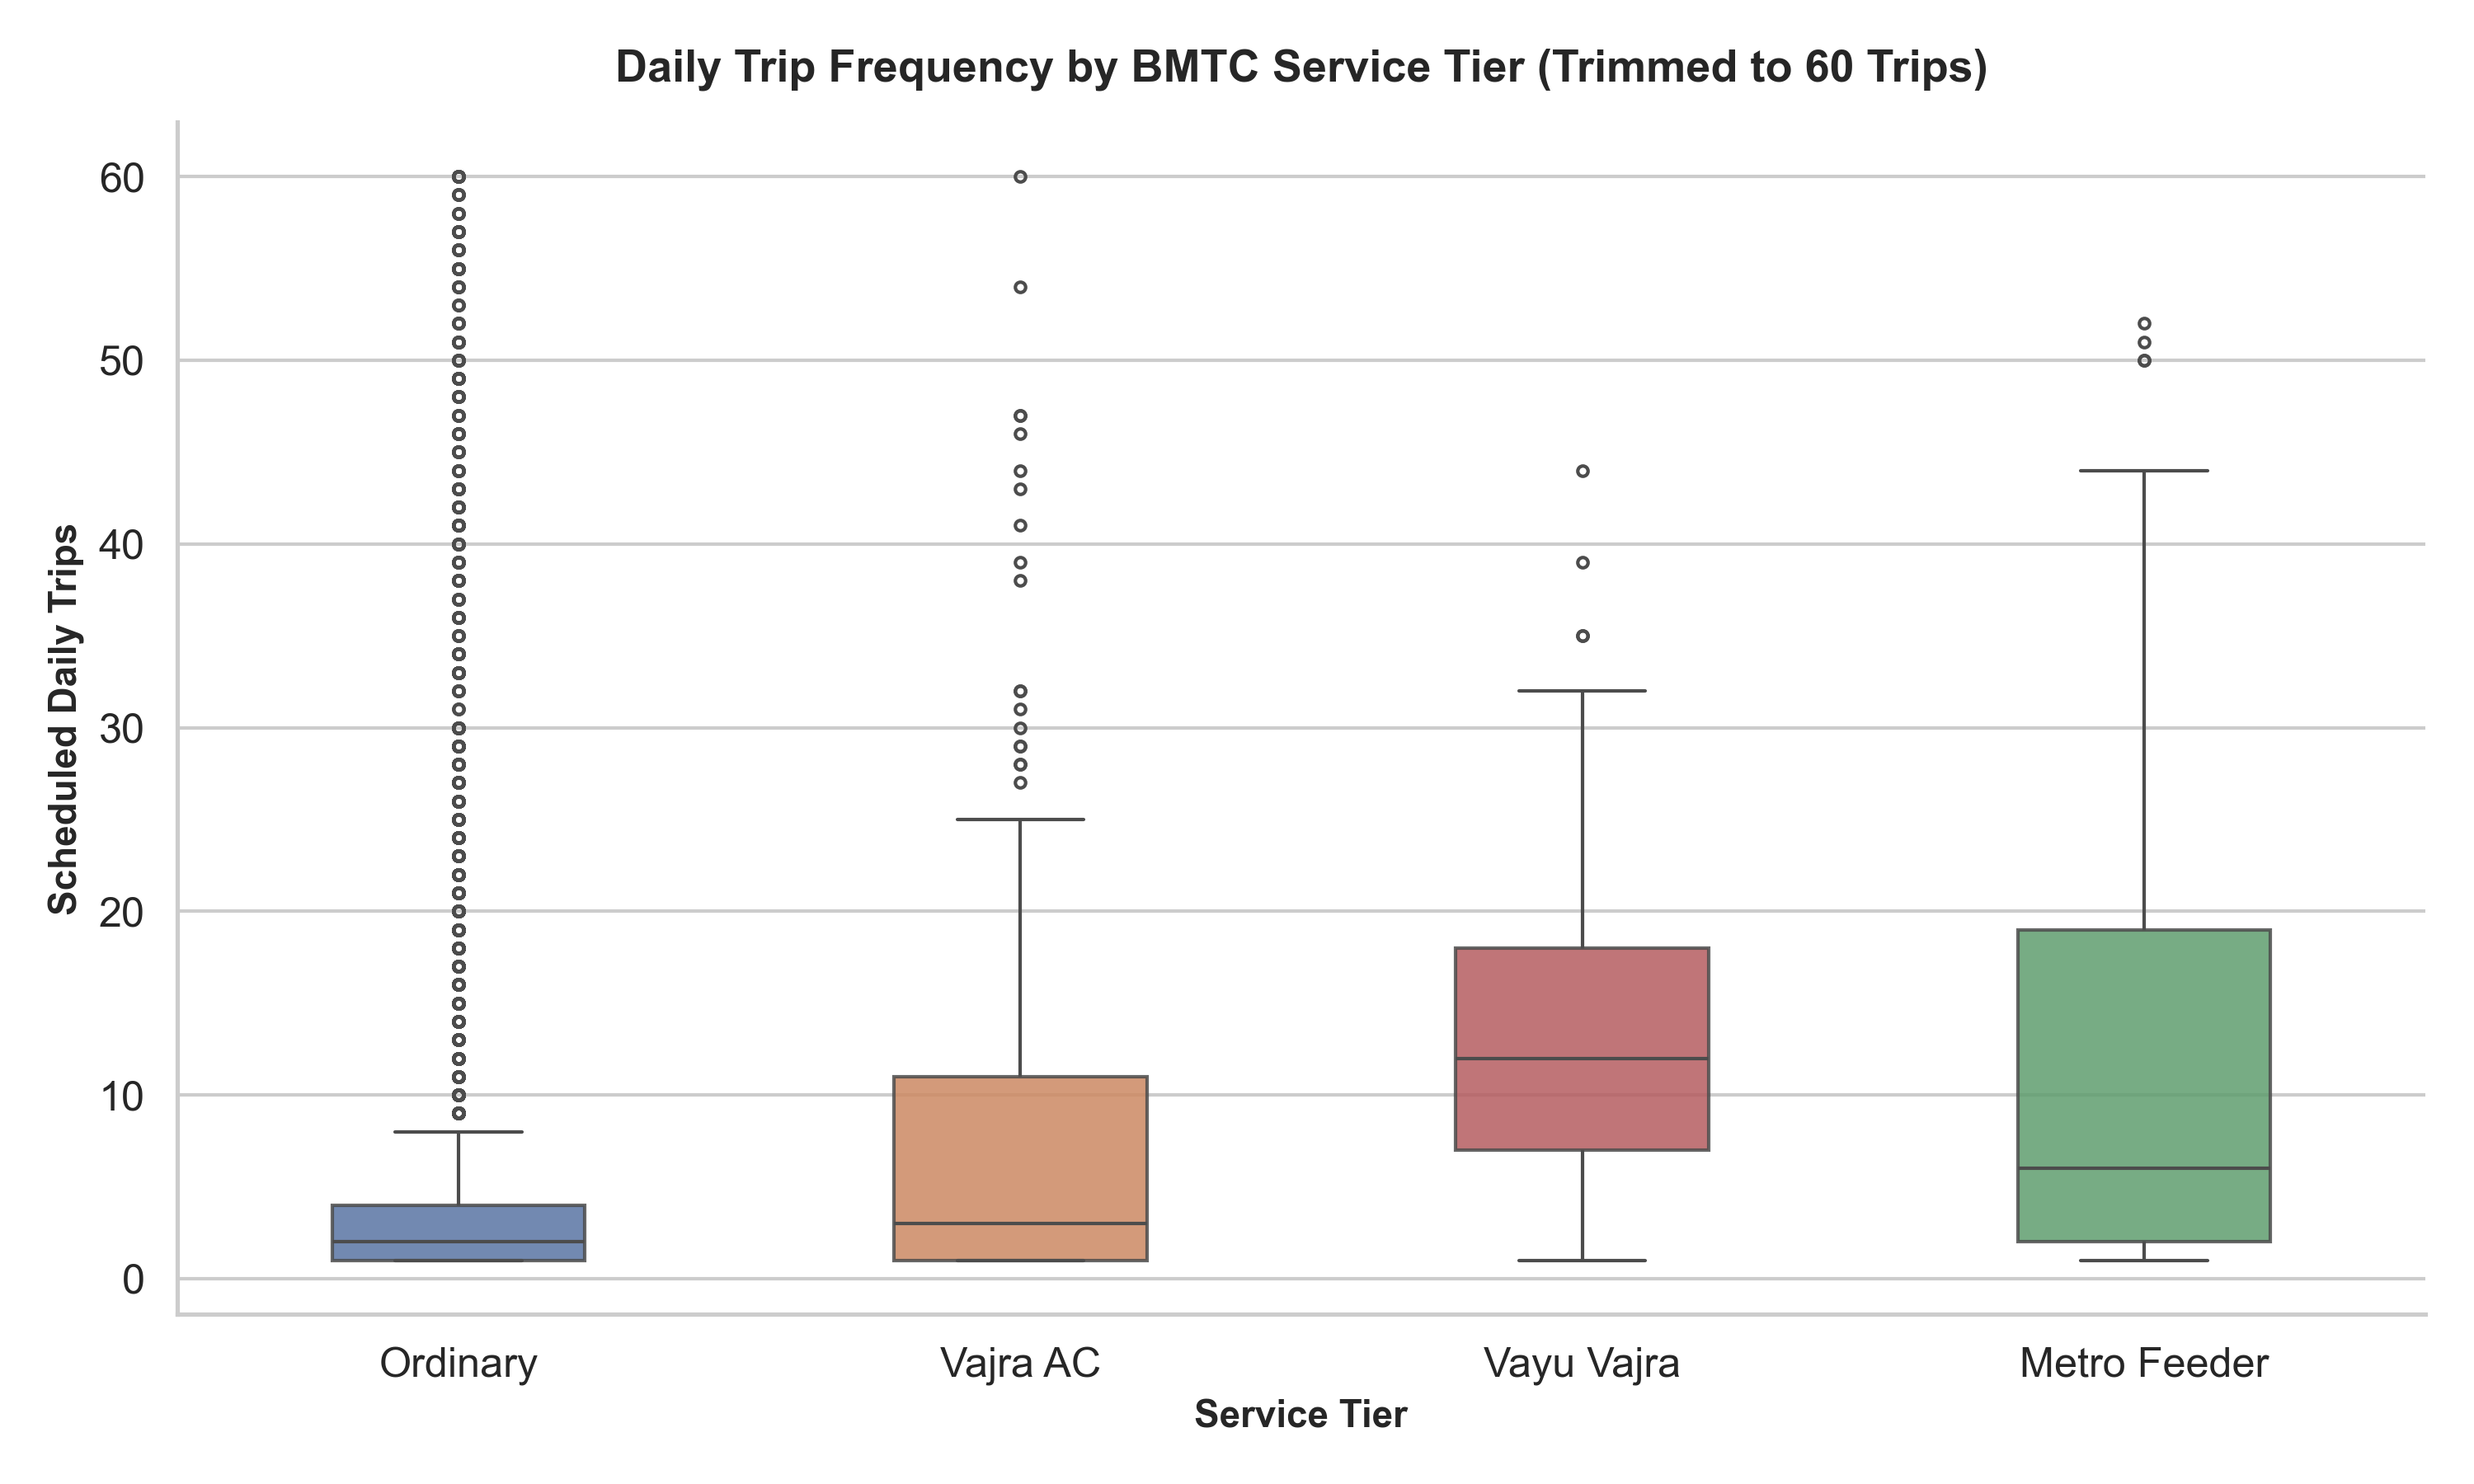 Daily Trip Frequency by BMTC Service Tier (Trimmed to 60 Trips)
Scheduled Daily Trips
60
50
40
30
20
10
0
Ordinary
Vajra AC
Vayu Vajra
Metro Feeder
Service Tier